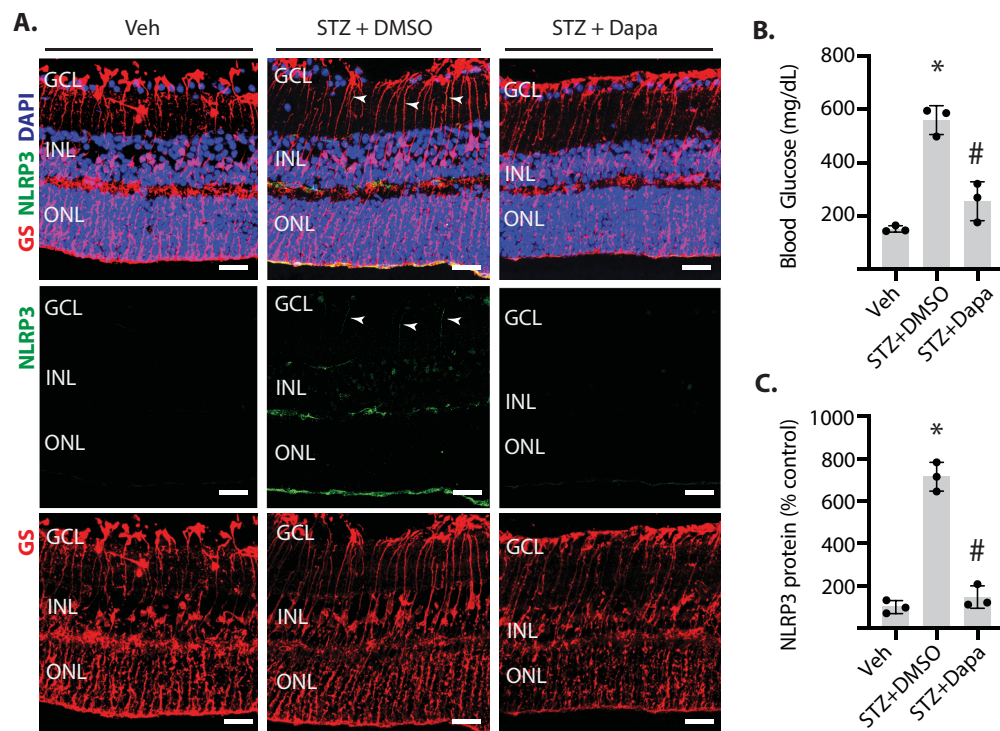 A.
Veh
STZ + DMSO
STZ + Dapa
GS NLRP3 DAPI
GCL
INL
ONL
GCL
INL
ONL
GCL
INL
ONL
NLRP3
GCL
INL
ONL
GCL
INL
ONL
GCL
INL
ONL
GS
GCL
INL
ONL
GCL
INL
ONL
GCL
INL
ONL
B.
Blood Glucose (mg/dL)
800
600
400
200
*
#
Veh
STZ+DMSO
STZ+Dapa
C.
NLRP3 protein (% control)
1000
800
600
400
200
*
#
Veh
STZ+DMSO
STZ+Dapa